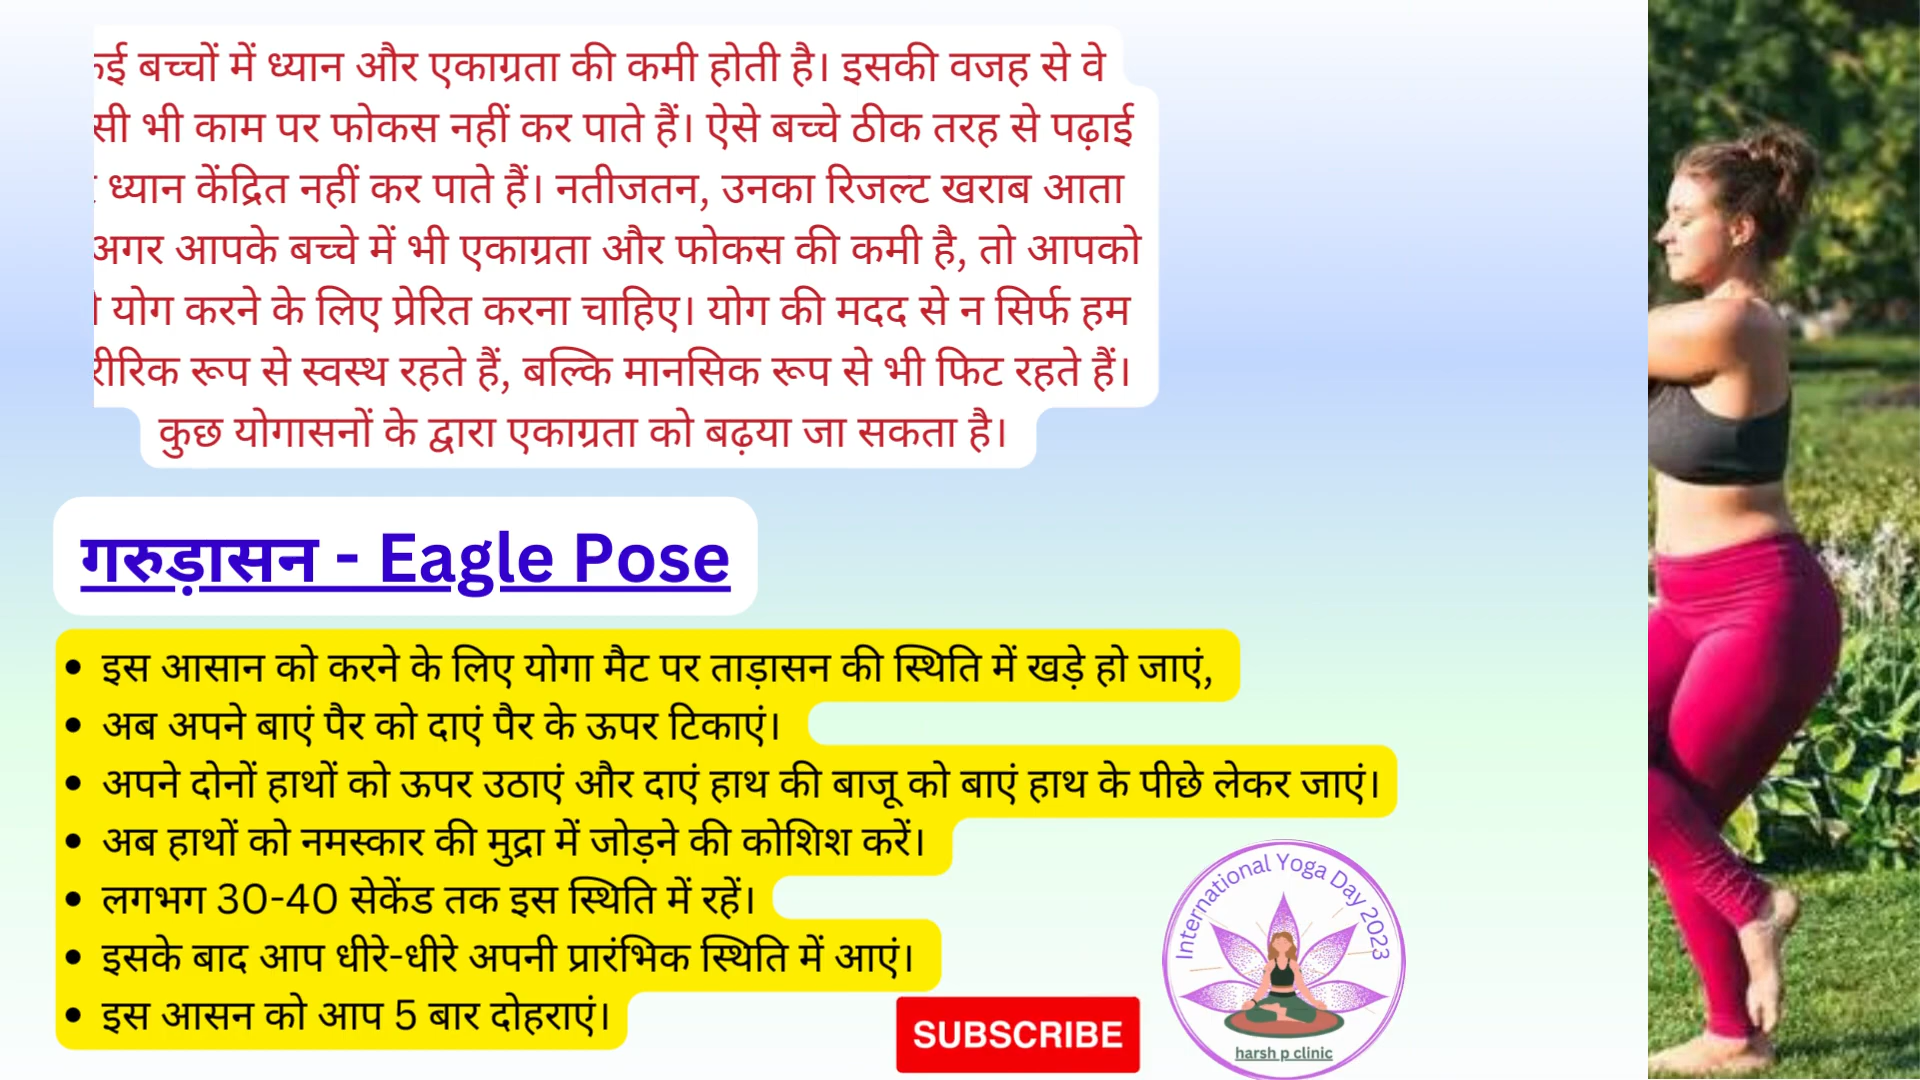 बच्चों में ध्यान और एकाग्रता की कमी होती है। इसकी वजह से वे
भी काम पर फोकस नहीं कर पाते हैं। ऐसे बच्चे ठीक तरह से पढ़ाई
ध्यान केंद्रित नहीं कर पाते हैं। नतीजतन, उनका रिजल्ट खराब आता
अगर आपके बच्चे में भी एकाग्रता और फोकस की कमी है, तो आपको
योग करने के लिए प्रेरित करना चाहिए। योग की मदद से न सिर्फ हम
रूप से स्वस्थ रहते हैं, बल्कि मानसिक रूप से भी फिट रहते हैं।
कुछ योगासनों के द्वारा एकाग्रता को बढ़या जा सकता है।
गरुड़ासन - Eagle Pose
• इस आसान को करने के लिए योगा मैट पर ताड़ासन की स्थिति में खड़े हो जाएं,
• अब अपने बाएं पैर को दाएं पैर के ऊपर टिकाएं।
• अपने दोनों हाथों को ऊपर उठाएं और दाएं हाथ की बाजू को बाएं हाथ के पीछे लेकर जाएं।
• अब हाथों को नमस्कार की मुद्रा में जोड़ने की कोशिश करें।
• लगभग 30-40 सेकेंड तक इस स्थिति में रहें।
• इसके बाद आप धीरे-धीरे अपनी प्रारंभिक स्थिति में आएं।
• इस आसन को आप 5 बार दोहराएं।
SUBSCRIBE
International Yoga Day 2023
harsh p clinic